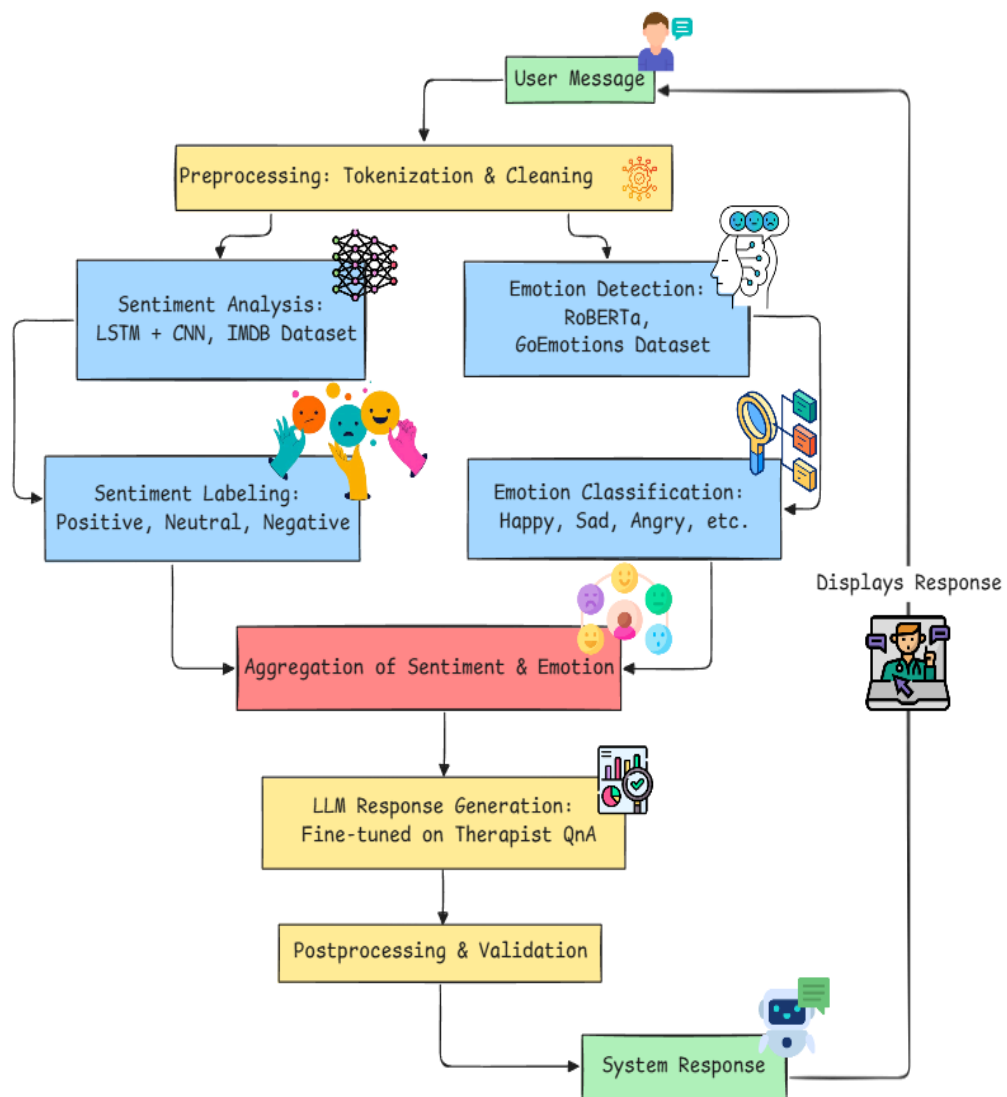 User Message
Preprocessing: Tokenization & Cleaning
Sentiment Analysis:
LSTM + CNN, IMDB Dataset
Emotion Detection:
RoBERTa,
GoEmotions Dataset
Sentiment Labeling:
Positive, Neutral, Negative
Emotion Classification:
Happy, Sad, Angry, etc.
Displays Response
Aggregation of Sentiment & Emotion
LLM Response Generation:
Fine-tuned on Therapist QnA
Postprocessing & Validation
System Response